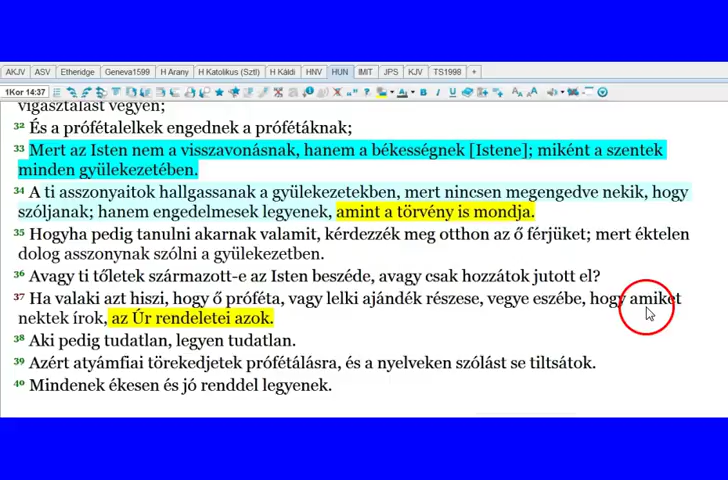 AKJV ASV Etheridge Geneva1599 H Arany H Katolikus (Sztl) H Káldi HNV HUN IMIT JPS KJV TS1998 +
1Kor 14:37
vigasztalást vegyen;
32 És a prófétalelkek engednek a prófétáknak;
33 Mert az Isten nem a visszavonásnak, hanem a békességnek [Istene]; miként a szentek
minden gyülekezetében.
34 A ti asszonyaitok hallgassanak a gyülekezetekben, mert nincsen megengedve nekik, hogy
szóljanak; hanem engedelmesek legyenek, amint a törvény is mondja.
35 Hogyha pedig tanulni akarnak valamit, kérdezzék meg otthon az ő férjüket; mert éktelen
dolog asszonynak szólni a gyülekezetben.
36 Avagy ti tőletek származott-e az Isten beszéde, avagy csak hozzátok jutott el?
37 Ha valaki azt hiszi, hogy ő próféta, vagy lelki ajándék részese, vegye eszébe, hogy amiket
nektek írok, az Úr rendeletei azok.
38 Aki pedig tudatlan, legyen tudatlan.
39 Azért atyámfiai törekedjetek prófétálásra, és a nyelveken szólást se tiltsátok.
40 Mindenek ékesen és jó renddel legyenek.